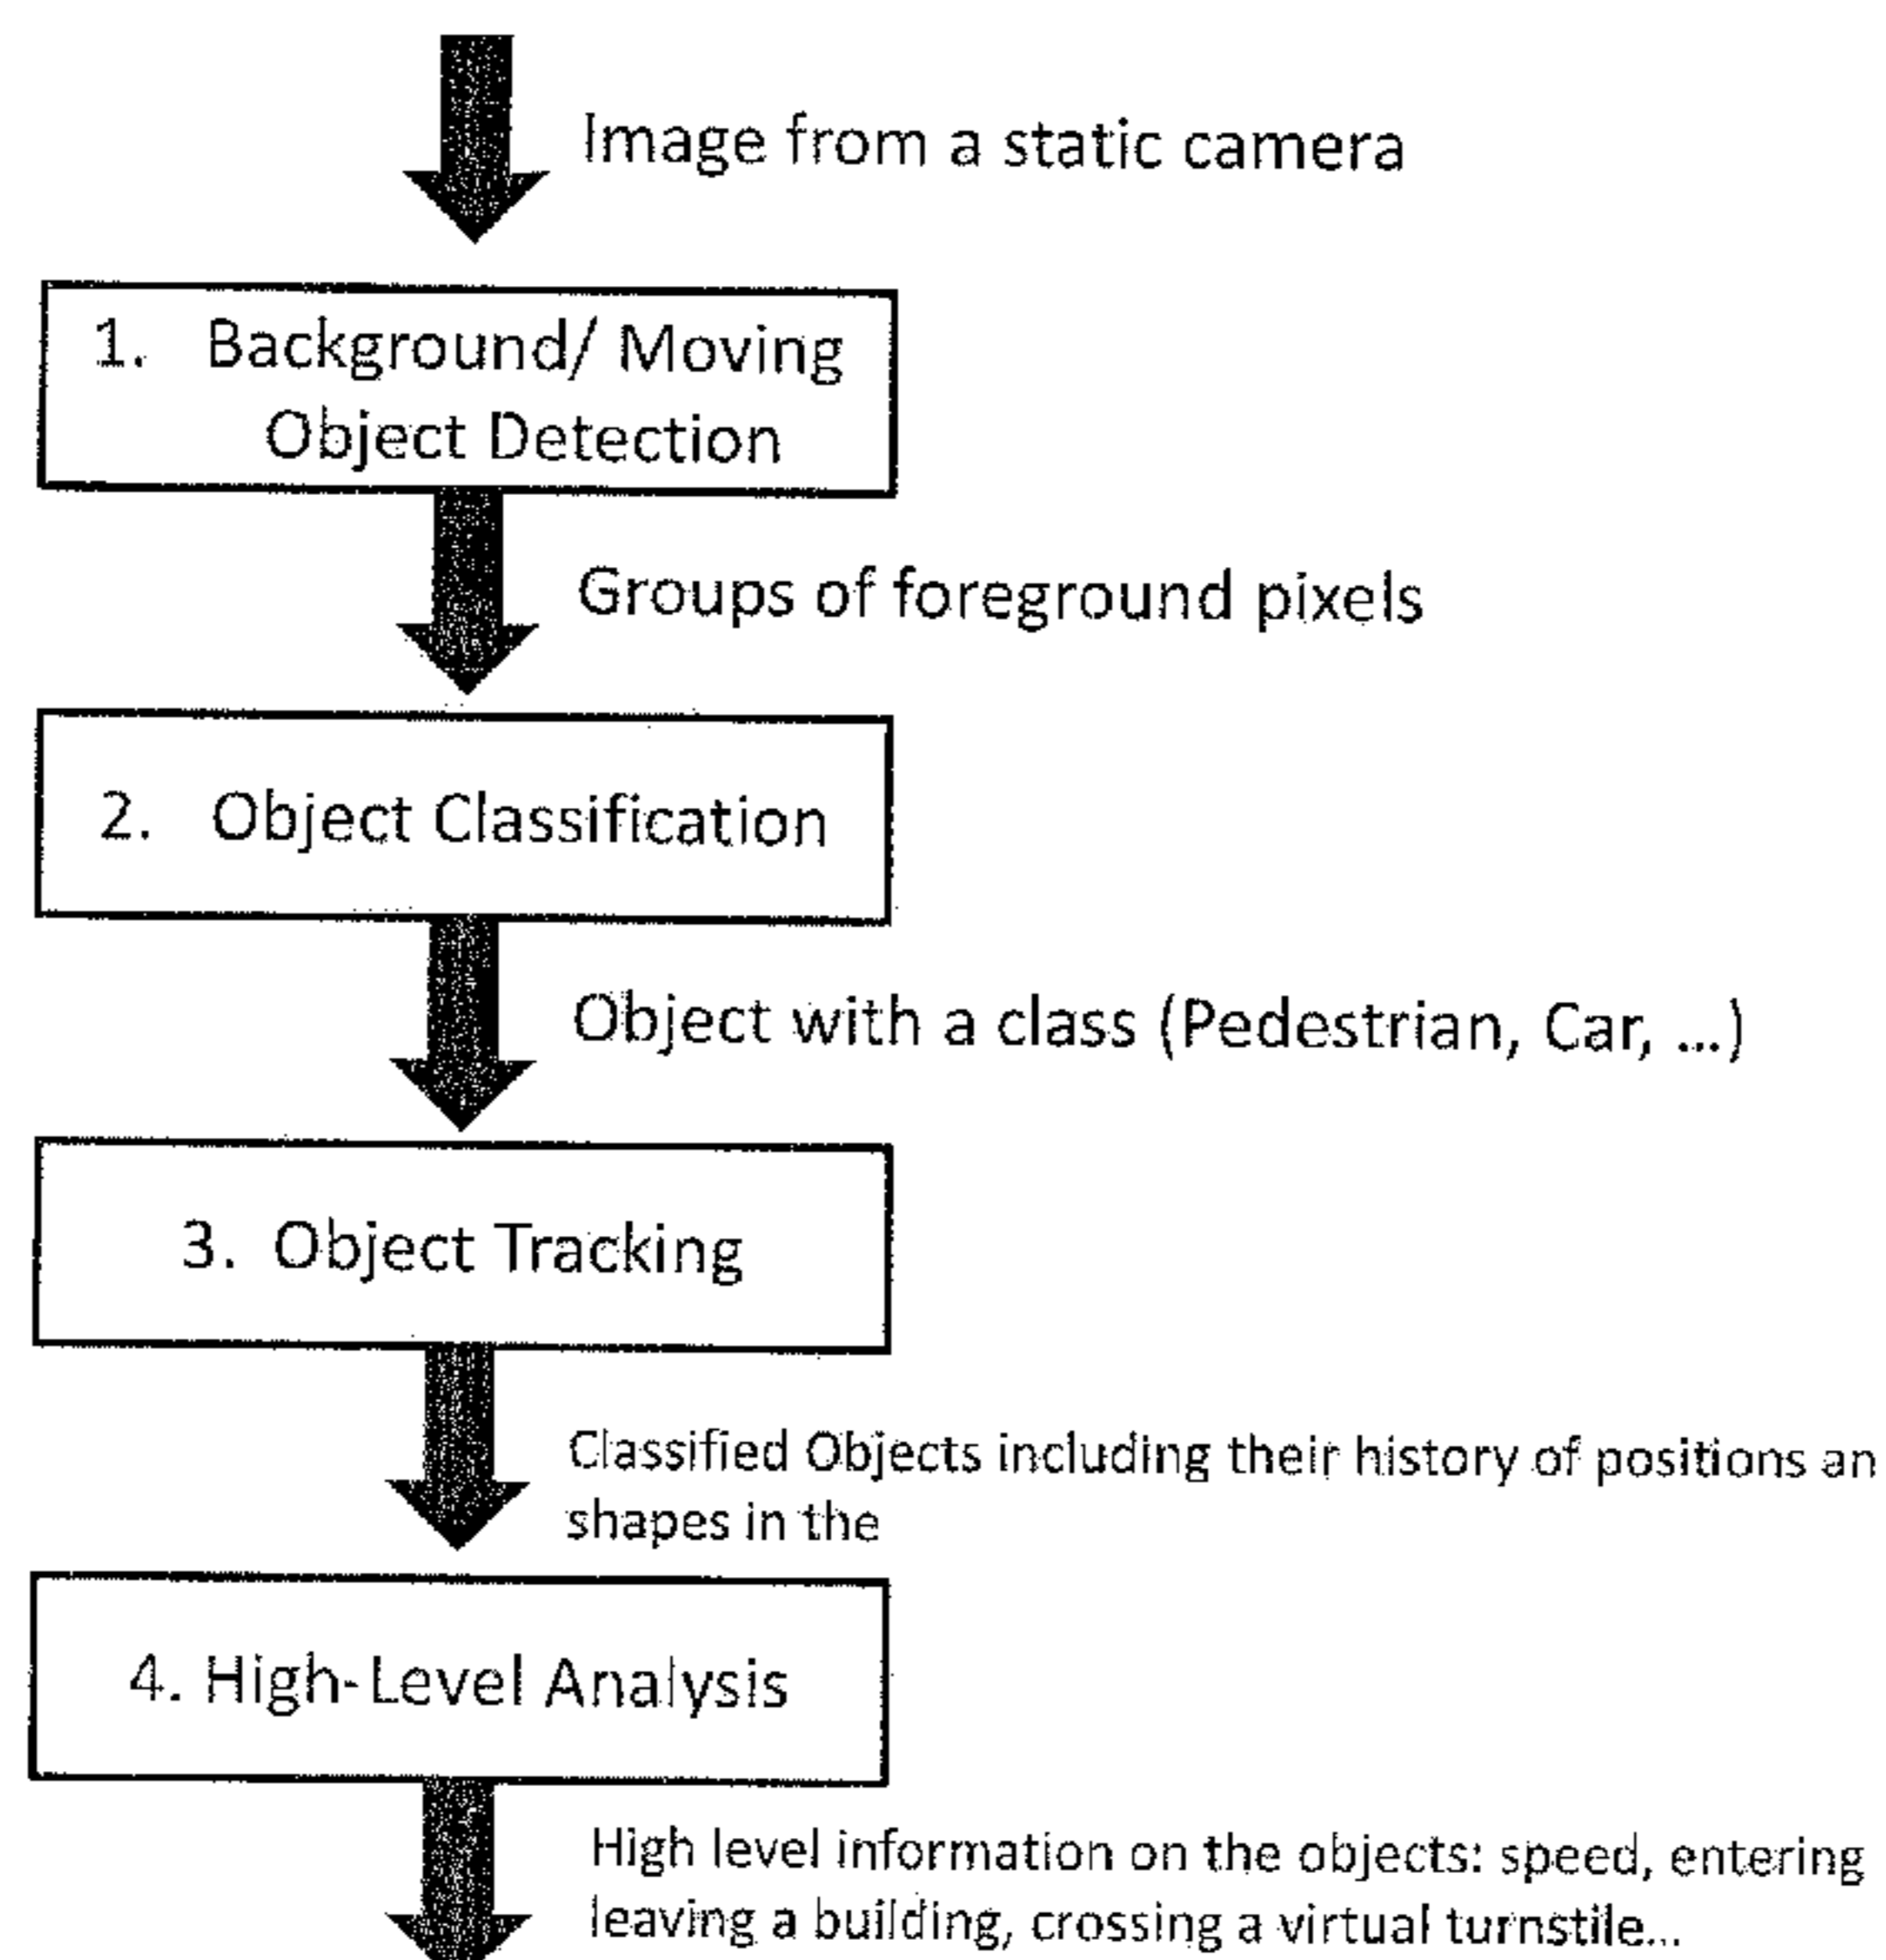 Image from a static camera
1. Background/ Moving
Object Detection
Groups of foreground pixels
2. Object Classification
Object with a class (Pedestrian, Car, ...)
3. Object Tracking
Classified Objects including their history of positions an
shapes in the
4. High-Level Analysis
High level information on the objects: speed, entering
leaving a building, crossing a virtual turnstile...